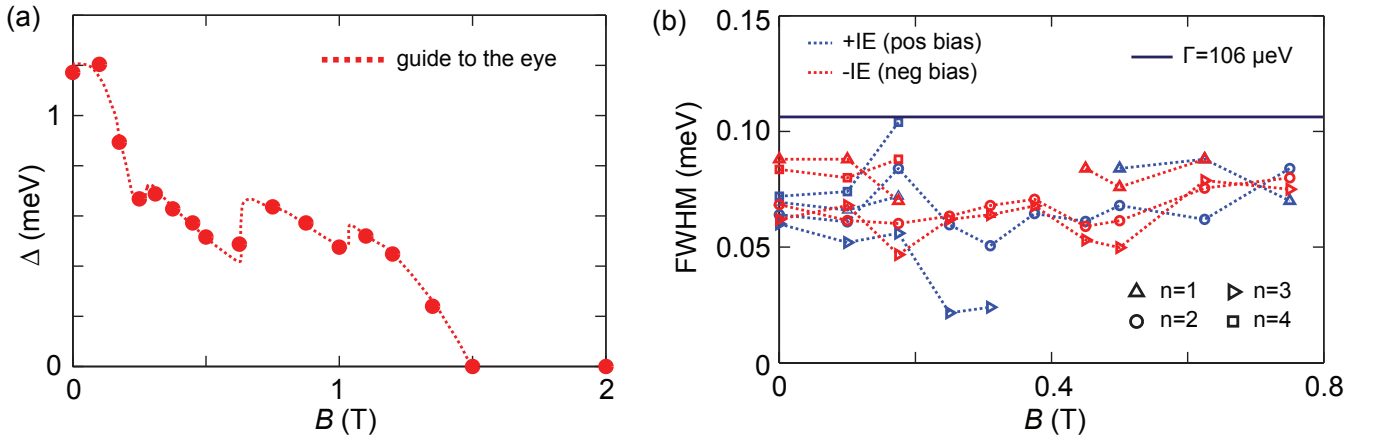 (a)
guide to the eye
1
0
Δ (meV)
0
1
2
B (T)
(b)
0.15
0.10
0.05
0
FWHM (meV)
+IE (pos bias)
-IE (neg bias)
Γ=106 μeV
n=1
n=3
n=2
n=4
0
0.4
0.8
B (T)